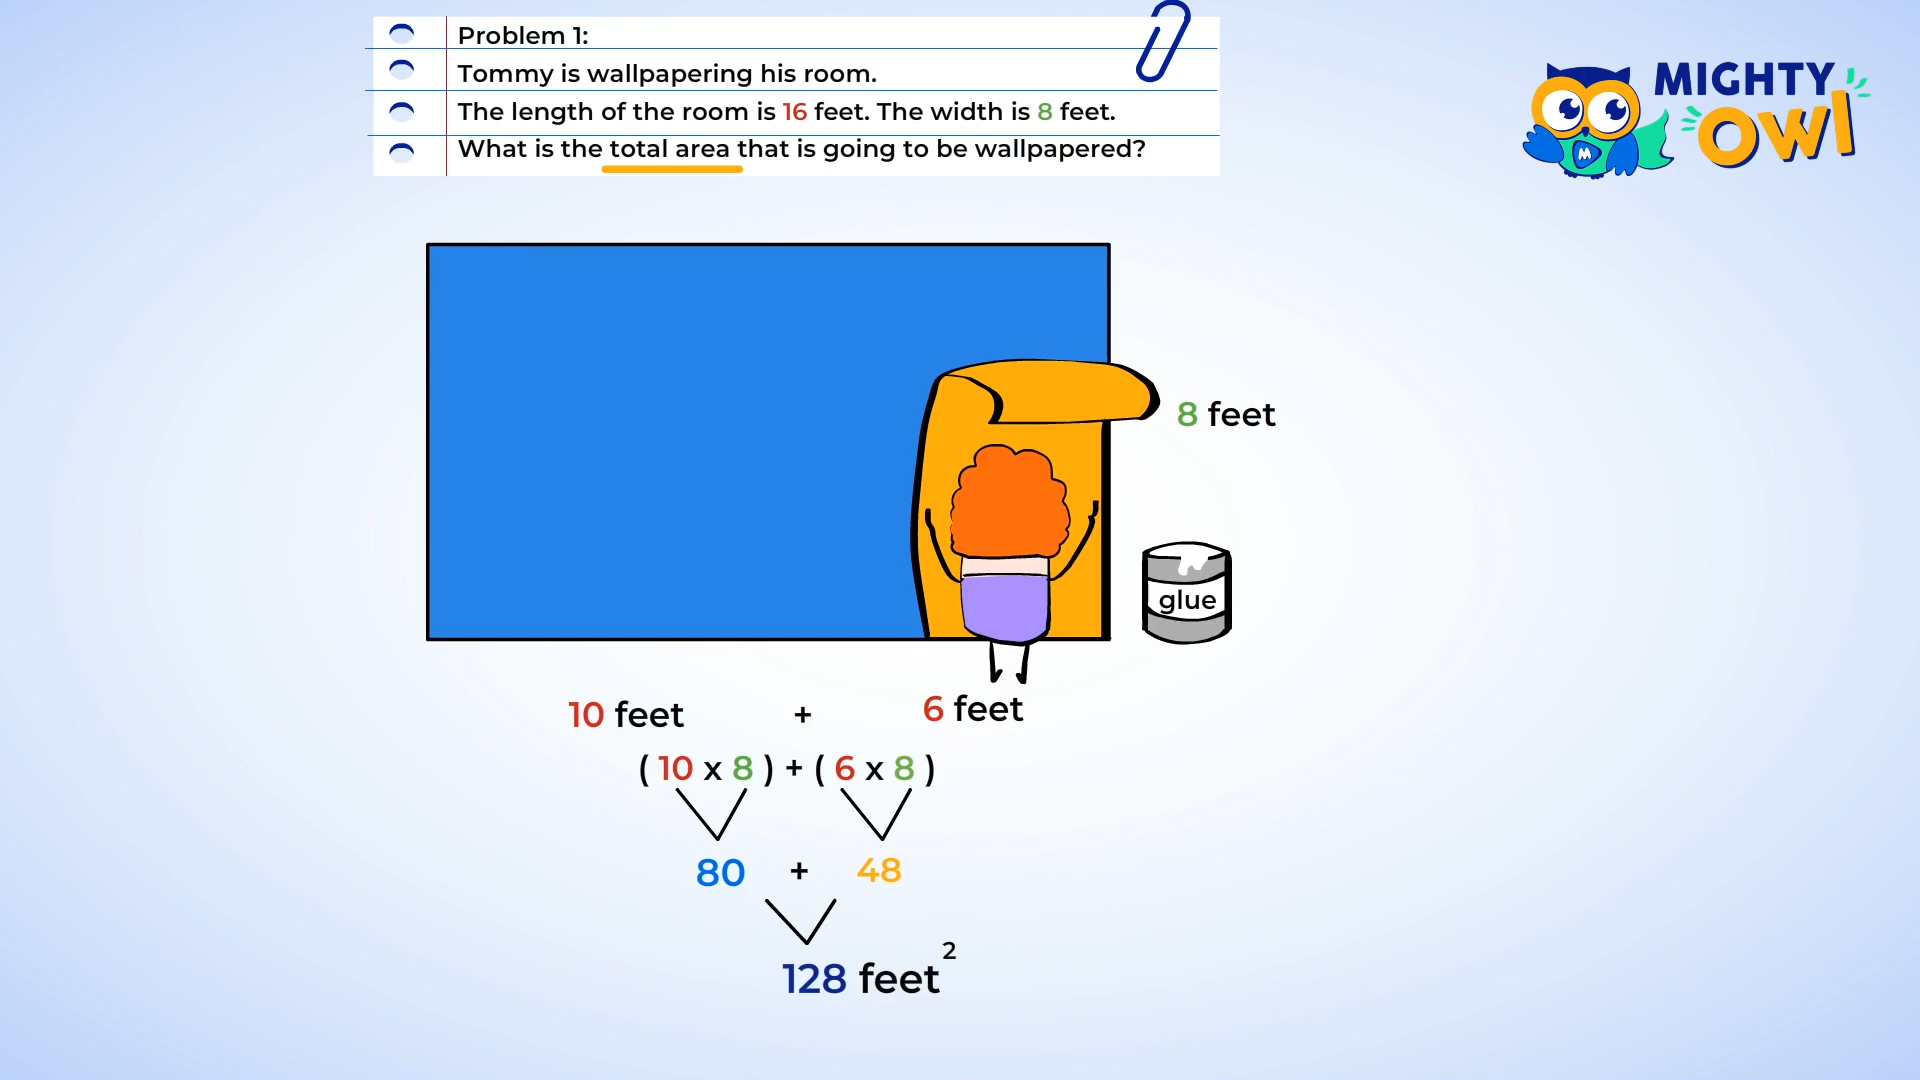 Problem 1:
Tommy is wallpapering his room.
The length of the room is 16 feet. The width is 8 feet.
What is the total area that is going to be wallpapered?
MIGHTY
OWl
M
8 feet
glue
10 feet + 6 feet
( 10 x 8 ) + ( 6 x 8 )
80 + 48
128 feet²